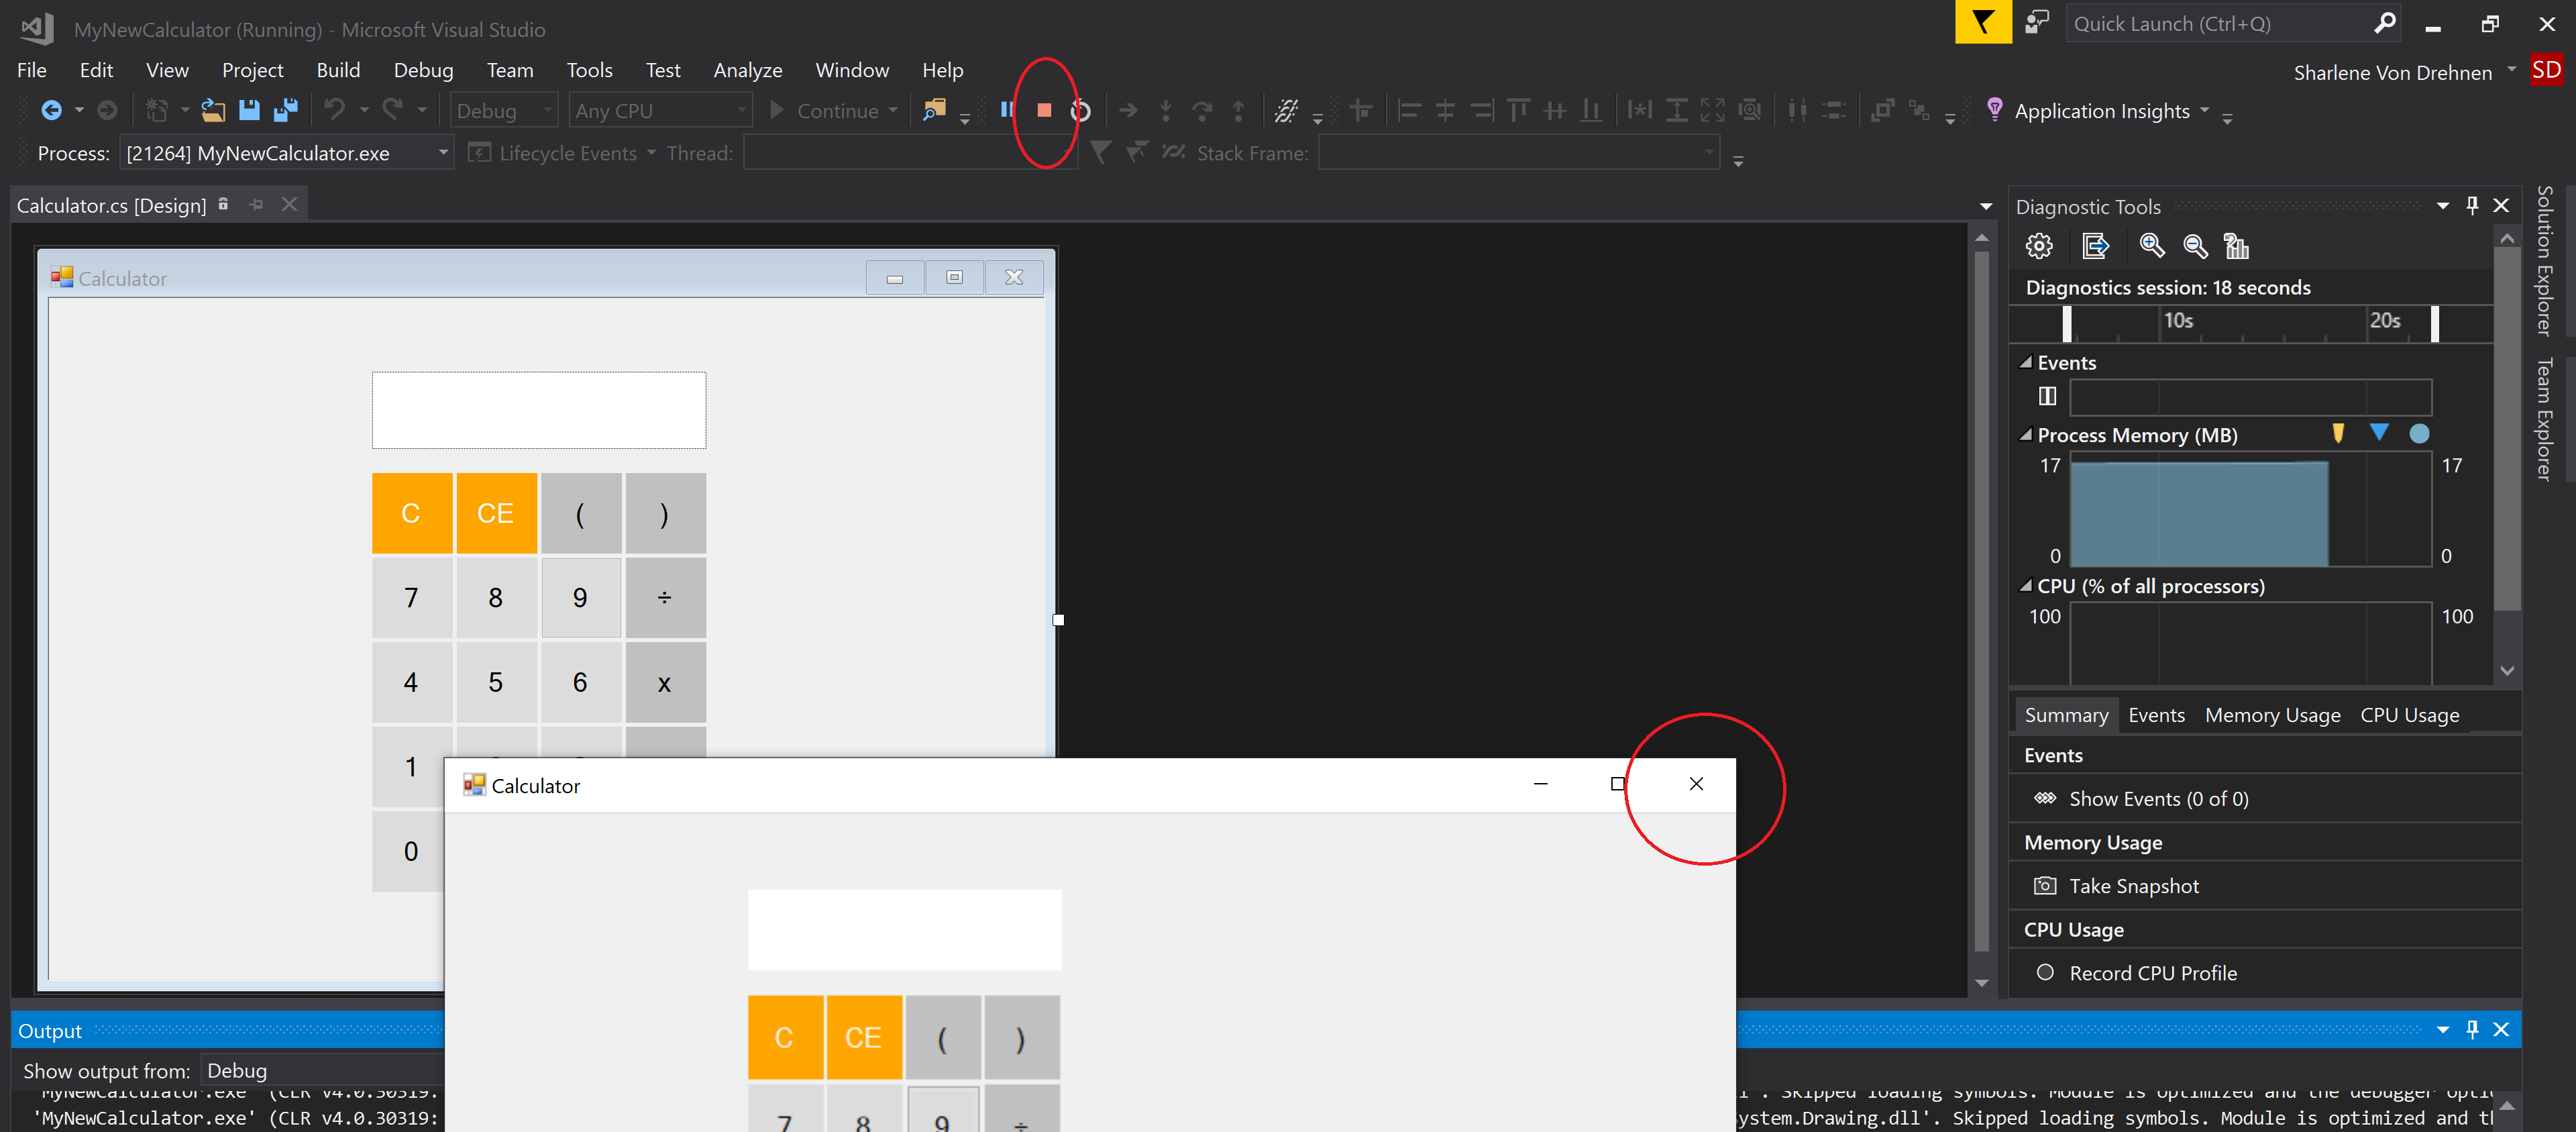 MyNewCalculator (Running) - Microsoft Visual Studio
Quick Launch (Ctrl+Q)
File Edit View Project Build Debug Team Tools Test Analyze Window Help
Sharlene Von Drehnen SD
Debug Any CPU Continue Application Insights
Process: [21264] MyNewCalculator.exe Lifecycle Events Thread: Stack Frame:
Calculator.cs [Design]
Calculator
C CE ( )
7 8 9 ÷
4 5 6 x
1
0
Calculator
C CE ( )
7 8 9 ÷
Diagnostic Tools
Diagnostics session: 18 seconds
10s 20s
Events
Process Memory (MB)
17 17
0 0
CPU (% of all processors)
100 100
Summary Events Memory Usage CPU Usage
Events
Show Events (0 of 0)
Memory Usage
Take Snapshot
CPU Usage
Record CPU Profile
Solution Explorer
Team Explorer
Output
Show output from: Debug
'MyNewCalculator.exe' (CLR v4.0.30319: . Skipped loading symbols. Module is optimized and the debugger
'MyNewCalculator.exe' (CLR v4.0.30319: ystem.Drawing.dll'. Skipped loading symbols. Module is optimized and